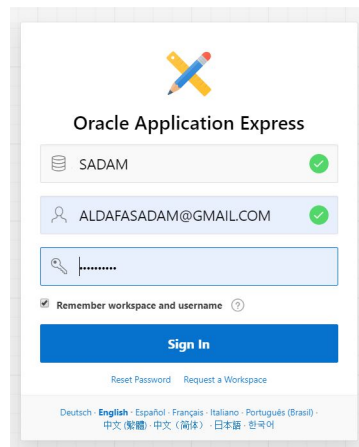 Oracle Application Express
SADAM
ALDAFASADAM@GMAIL.COM
••••••••••
Remember workspace and username ?
Sign In
Reset Password Request a Workspace
Deutsch · English · Español · Français · Italiano · Português (Brasil) ·
中文 (繁體) · 中文（简体） · 日本語 · 한국어